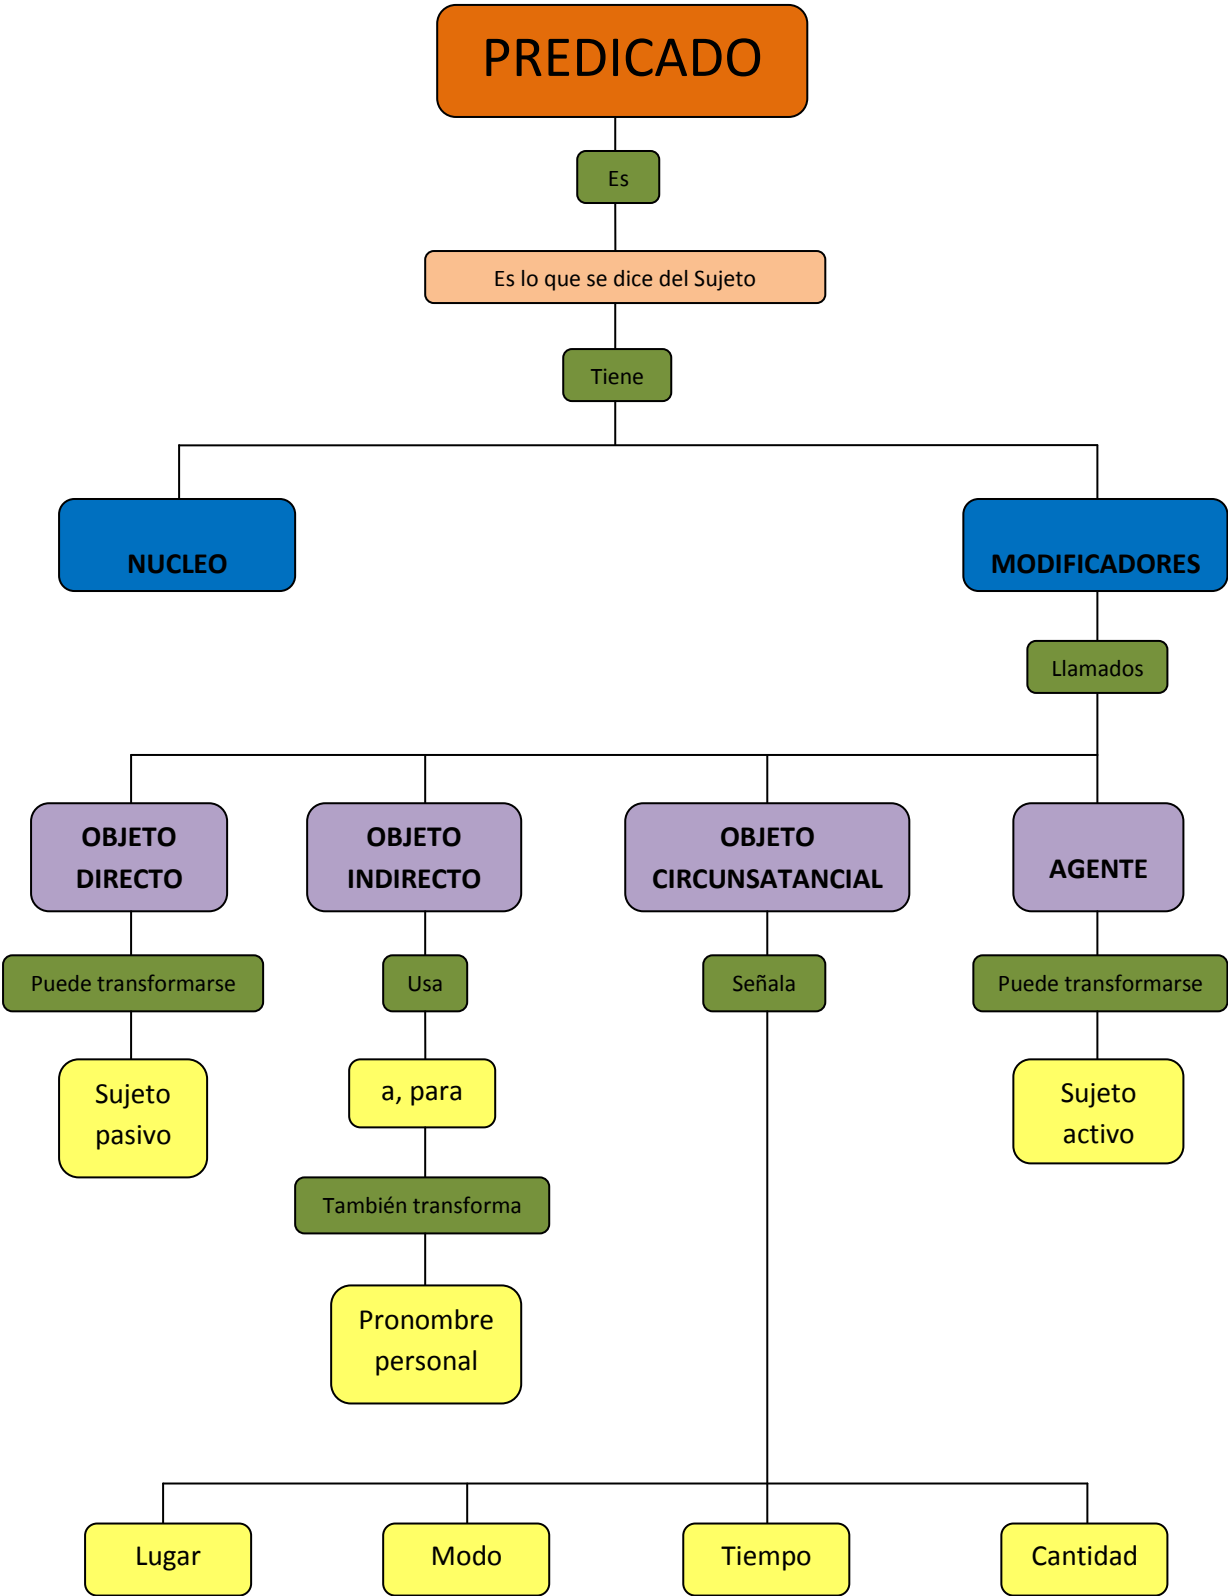 PREDICADO
Es
Es lo que se dice del Sujeto
Tiene
NUCLEO
MODIFICADORES
Llamados
OBJETO
DIRECTO
OBJETO
INDIRECTO
OBJETO
CIRCUNSATANCIAL
AGENTE
Puede transformarse
Usa
Señala
Puede transformarse
Sujeto
pasivo
a, para
Sujeto
activo
También transforma
Pronombre
personal
Lugar
Modo
Tiempo
Cantidad